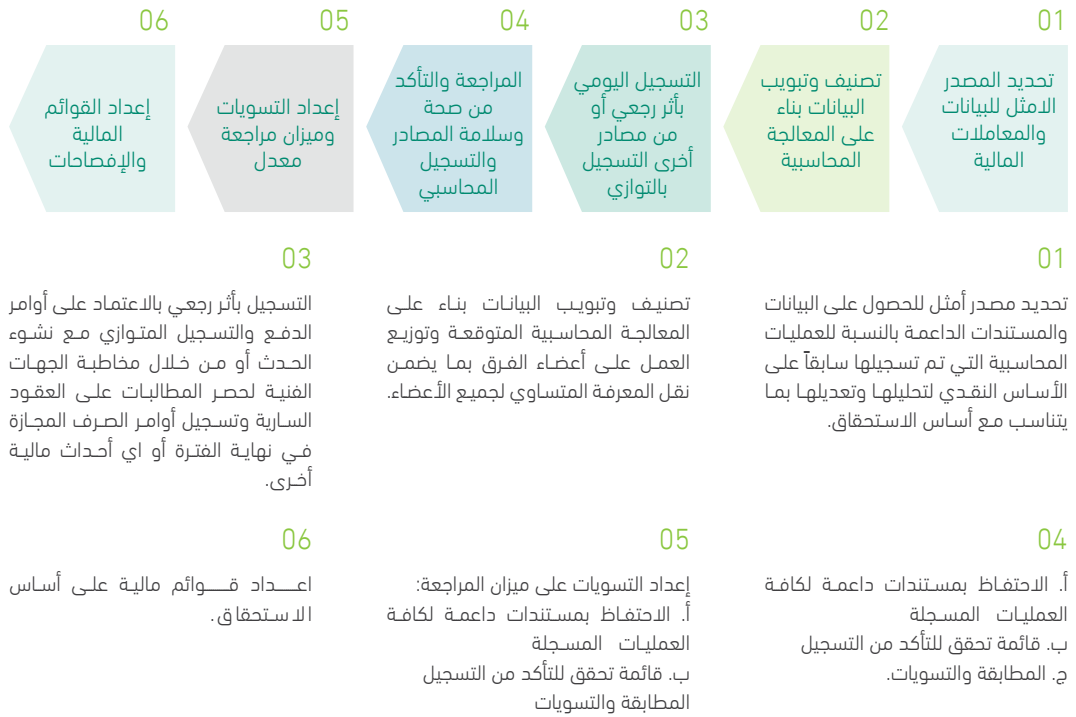 01
تحديد المصدر
الامثل للبيانات
والمعاملات
المالية
02
تصنيف وتبويب
البيانات بناء
على المعالجة
المحاسبية
03
التسجيل اليومي
بأثر رجعي أو
من مصادر
أخرى التسجيل
بالتوازي
04
المراجعة والتأكد
من صحة
وسلامة المصادر
والتسجيل
المحاسبي
05
إعداد التسويات
وميزان مراجعة
معدل
06
إعداد القوائم
المالية
والإفصاحات
01
تحديد مصدر أمثل للحصول على البيانات
والمستندات الداعمة بالنسبة للعمليات
المحاسبية التي تم تسجيلها سابقاً على
الأساس النقدي لتحليلها وتعديلها بما
يتناسب مع أساس الاستحقاق.
02
تصنيف وتبويب البيانات بناء على
المعالجة المحاسبية المتوقعة وتوزيع
العمل على أعضاء الفرق بما يضمن
نقل المعرفة المتساوي لجميع الأعضاء.
03
التسجيل بأثر رجعي بالاعتماد على أوامر
الدفع والتسجيل المتوازي مع نشوء
الحدث أو من خلال مخاطبة الجهات
الفنية لحصر المطالبات على العقود
السارية وتسجيل أوامر الصرف المجازة
في نهاية الفترة أو اي أحداث مالية
أخرى.
04
أ. الاحتفاظ بمستندات داعمة لكافة
العمليات المسجلة
ب. قائمة تحقق للتأكد من التسجيل
ج. المطابقة والتسويات.
05
إعداد التسويات على ميزان المراجعة:
أ. الاحتفاظ بمستندات داعمة لكافة
العمليات المسجلة
ب. قائمة تحقق للتأكد من التسجيل
المطابقة والتسويات
06
اعداد قوائم مالية على أساس
الاستحقاق.